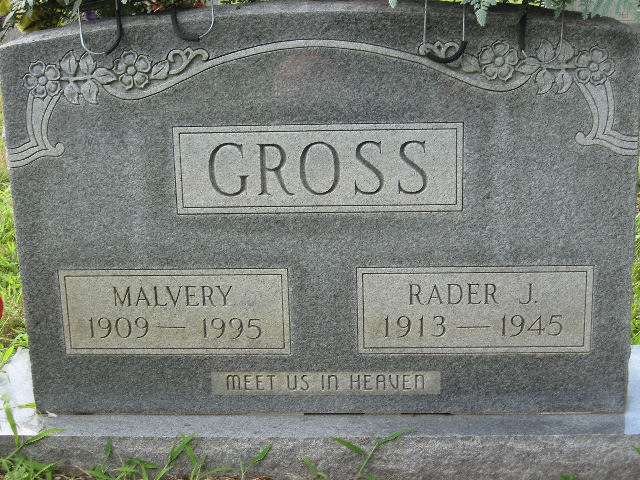 GROSS
MALVERY
1909 — 1995
RADER J.
1913 — 1945
MEET US IN HEAVEN